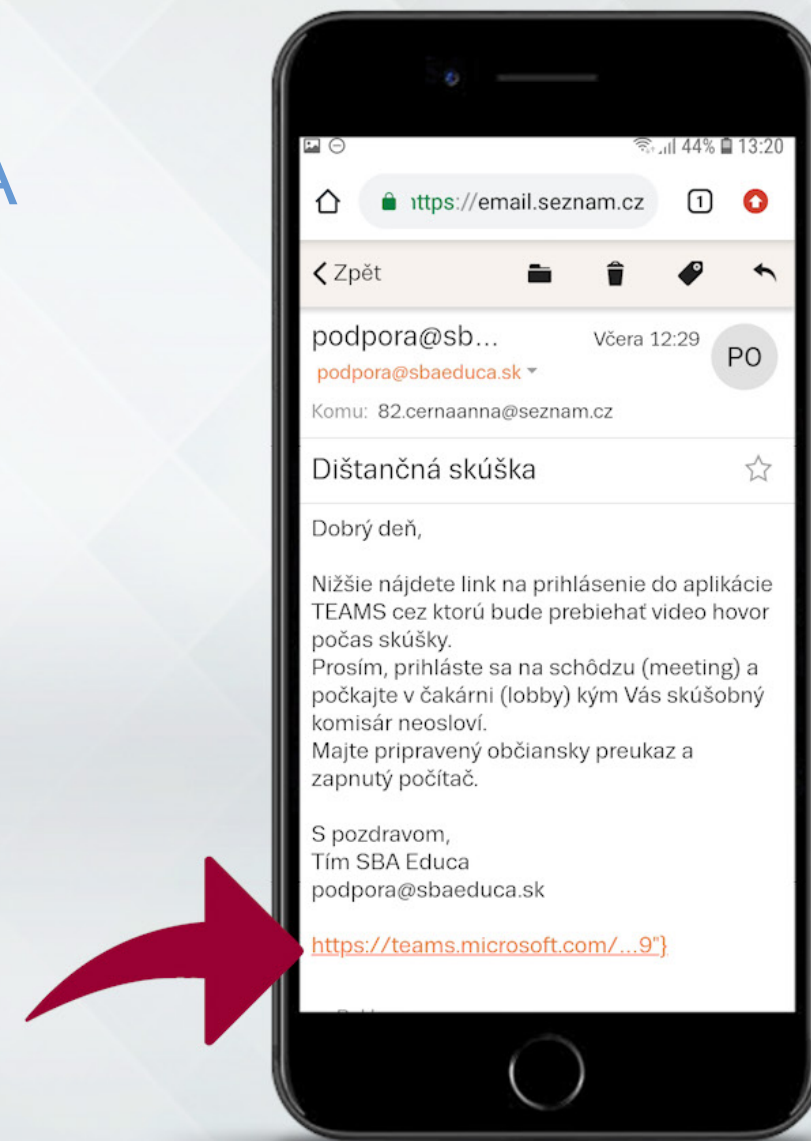 A
44% 13:20
https://email.seznam.cz 1
Zpět
podpora@sb... Včera 12:29
PO
podpora@sbaeduca.sk
Komu: 82.cernaanna@seznam.cz
Dištančná skúška
Dobrý deň,
Nižšie nájdete link na prihlásenie do aplikácie
TEAMS cez ktorú bude prebiehať video hovor
počas skúšky.
Prosím, prihláste sa na schôdzu (meeting) a
počkajte v čakárni (lobby) kým Vás skúšobný
komisár neosloví.
Majte pripravený občiansky preukaz a
zapnutý počítač.
S pozdravom,
Tím SBA Educa
podpora@sbaeduca.sk
https://teams.microsoft.com/...9"}